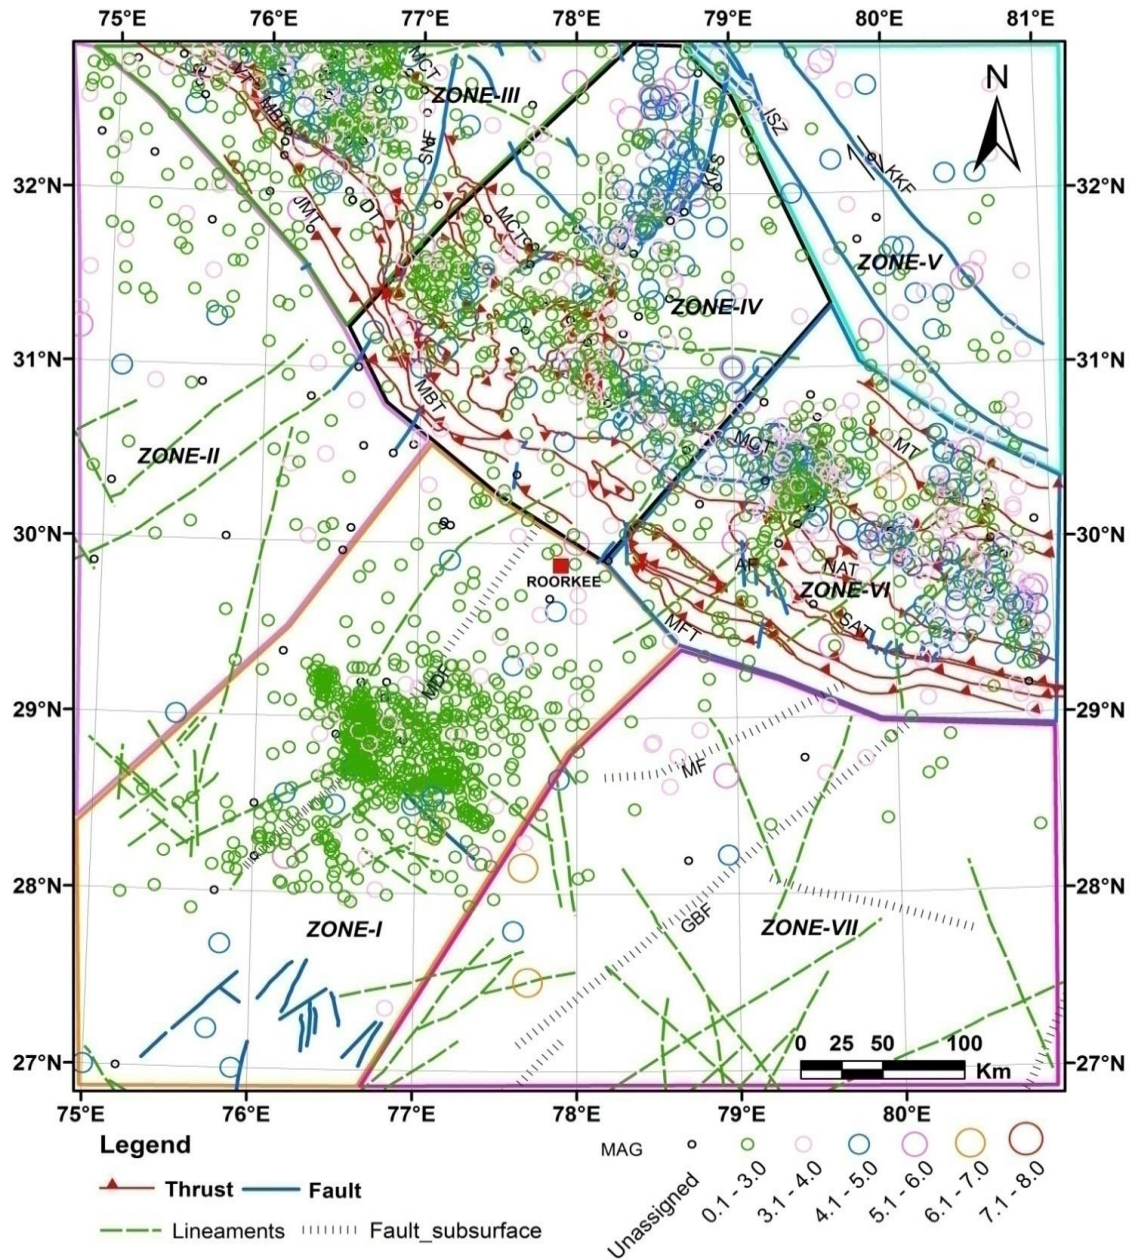 75°E 76°E 77°E 78°E 79°E 80°E 81°E
N
MCT
ZONE-III
VT
MBT
ISZ
SNF
KFS
KKF
32°N 32°N
JMT
DT
MCT
ZONE-V
ZONE-IV
31°N 31°N
MBT
ZONE-II
MCT
MT
30°N 30°N
ROORKEE
AF
NAT
ZONE-VI
SAT
MFT
MDF
29°N 29°N
MF
28°N 28°N
GBF
ZONE-I
ZONE-VII
0 25 50 100
Km
27°N 27°N
75°E 76°E 77°E 78°E 79°E 80°E
Legend
MAG
Thrust Fault
Lineaments Fault_subsurface
Unassigned
0.1 - 3.0
3.1 - 4.0
4.1 - 5.0
5.1 - 6.0
6.1 - 7.0
7.1 - 8.0